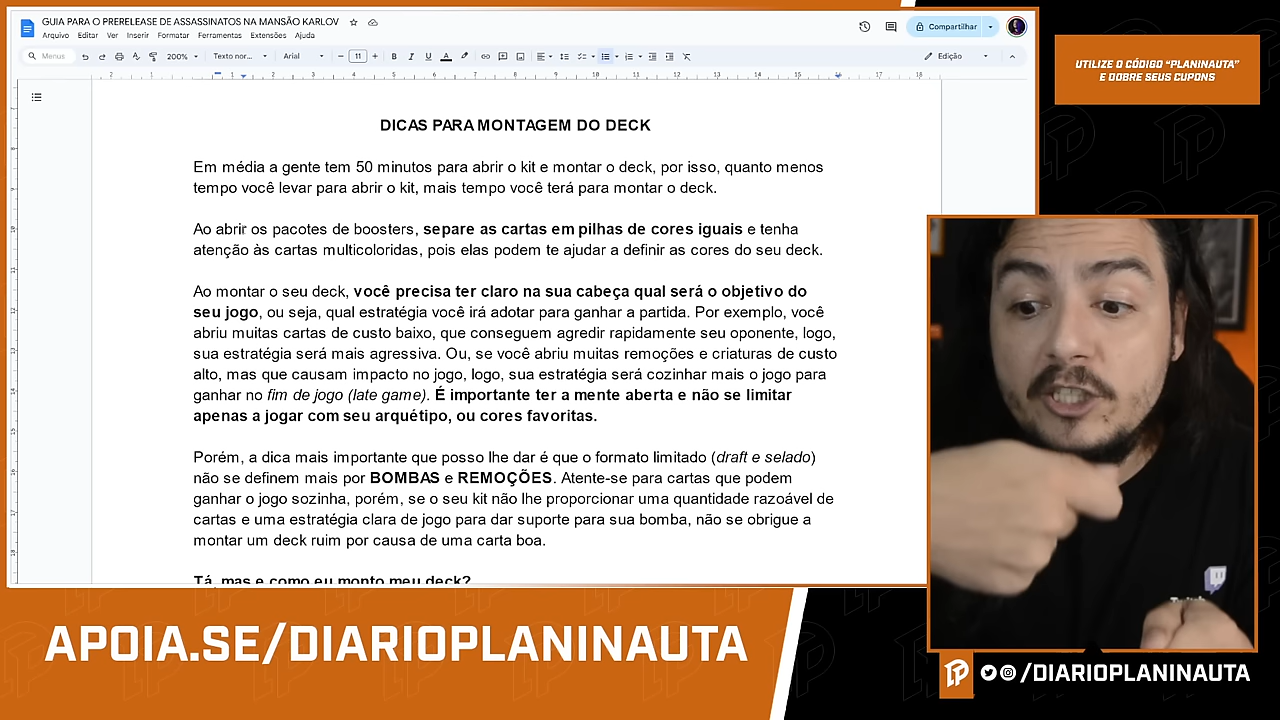 GUIA PARA O PRERELEASE DE ASSASSINATOS NA MANSÃO KARLOV
Arquivo Editar Ver Inserir Formatar Ferramentas Extensões Ajuda
Compartilhar
Menus 200% Texto nor... Arial 11 Edição
DICAS PARA MONTAGEM DO DECK
Em média a gente tem 50 minutos para abrir o kit e montar o deck, por isso, quanto menos
tempo você levar para abrir o kit, mais tempo você terá para montar o deck.
Ao abrir os pacotes de boosters, separe as cartas em pilhas de cores iguais e tenha
atenção às cartas multicoloridas, pois elas podem te ajudar a definir as cores do seu deck.
Ao montar o seu deck, você precisa ter claro na sua cabeça qual será o objetivo do
seu jogo, ou seja, qual estratégia você irá adotar para ganhar a partida. Por exemplo, você
abriu muitas cartas de custo baixo, que conseguem agredir rapidamente seu oponente, logo,
sua estratégia será mais agressiva. Ou, se você abriu muitas remoções e criaturas de custo
alto, mas que causam impacto no jogo, logo, sua estratégia será cozinhar mais o jogo para
ganhar no fim de jogo (late game). É importante ter a mente aberta e não se limitar
apenas a jogar com seu arquétipo, ou cores favoritas.
Porém, a dica mais importante que posso lhe dar é que o formato limitado (draft e selado)
não se definem mais por BOMBAS e REMOÇÕES. Atente-se para cartas que podem
ganhar o jogo sozinha, porém, se o seu kit não lhe proporcionar uma quantidade razoável de
cartas e uma estratégia clara de jogo para dar suporte para sua bomba, não se obrigue a
montar um deck ruim por causa de uma carta boa.
Tá, mas e como eu monto meu deck?
UTILIZE O CÓDIGO “PLANINAUTA”
E DOBRE SEUS CUPONS
APOIA.SE/DIARIOPLANINAUTA
/DIARIOPLANINAUTA